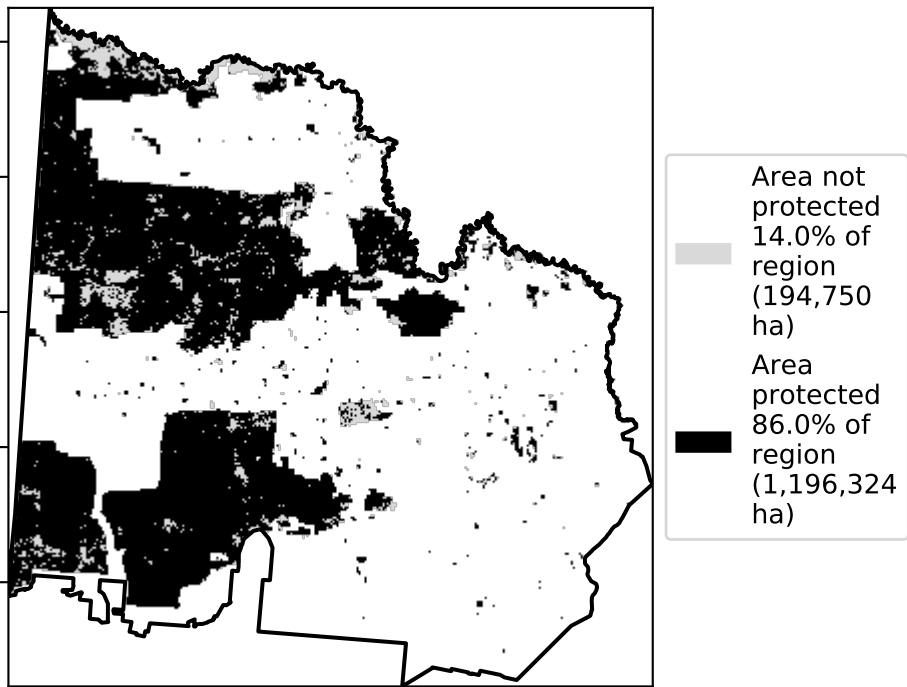 Area not
protected
14.0% of
region
(194,750
ha)
Area
protected
86.0% of
region
(1,196,324
ha)